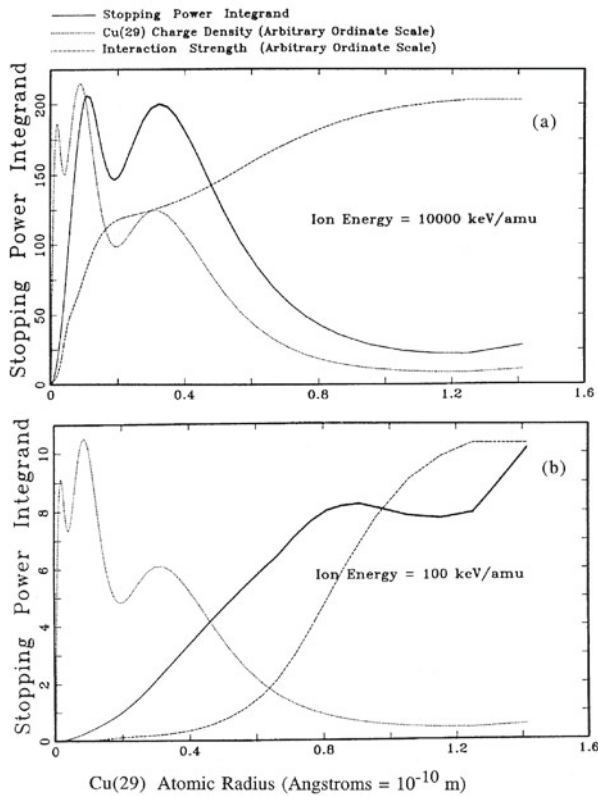 Stopping Power Integrand
Cu(29) Charge Density (Arbitrary Ordinate Scale)
Interaction Strength (Arbitrary Ordinate Scale)
Stopping Power Integrand
200
150
100
50
0
(a)
Ion Energy = 10000 keV/amu
0 0.4 0.8 1.2 1.6
Stopping Power Integrand
10
8
6
4
2
0
(b)
Ion Energy = 100 keV/amu
0 0.4 0.8 1.2 1.6
Cu(29) Atomic Radius (Angstroms = 10⁻¹⁰ m)